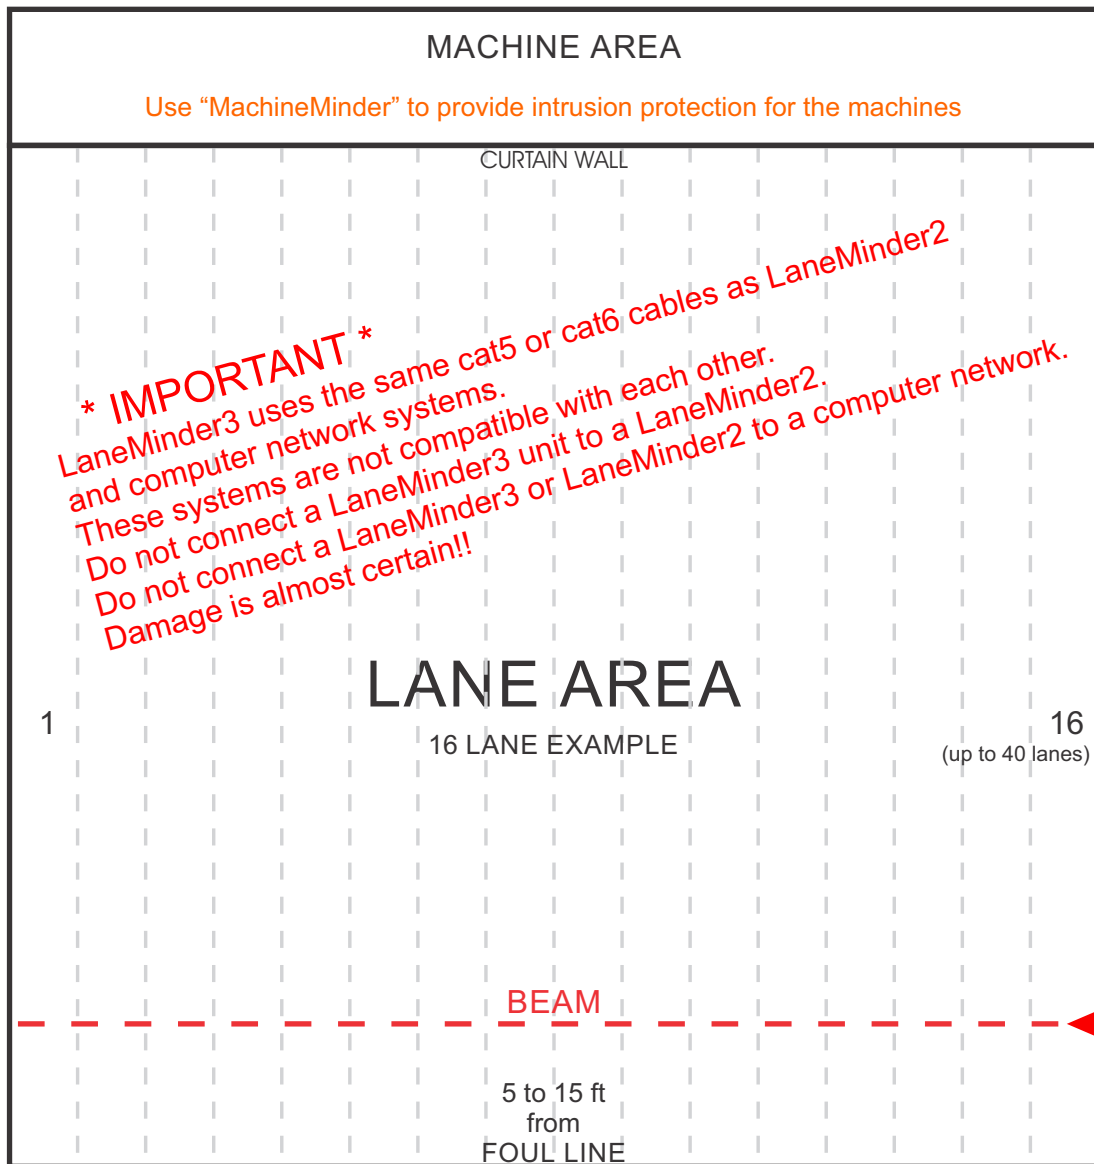 MACHINE AREA
Use “MachineMinder” to provide intrusion protection for the machines
CURTAIN WALL
* IMPORTANT *
LaneMinder3 uses the same cat5 or cat6 cables as LaneMinder2
and computer network systems.
These systems are not compatible with each other.
Do not connect a LaneMinder3 unit to a LaneMinder2.
Do not connect a LaneMinder3 or LaneMinder2 to a computer network.
Damage is almost certain!!
LANE AREA
1
16
16 LANE EXAMPLE
(up to 40 lanes)
BEAM
5 to 15 ft
from
FOUL LINE